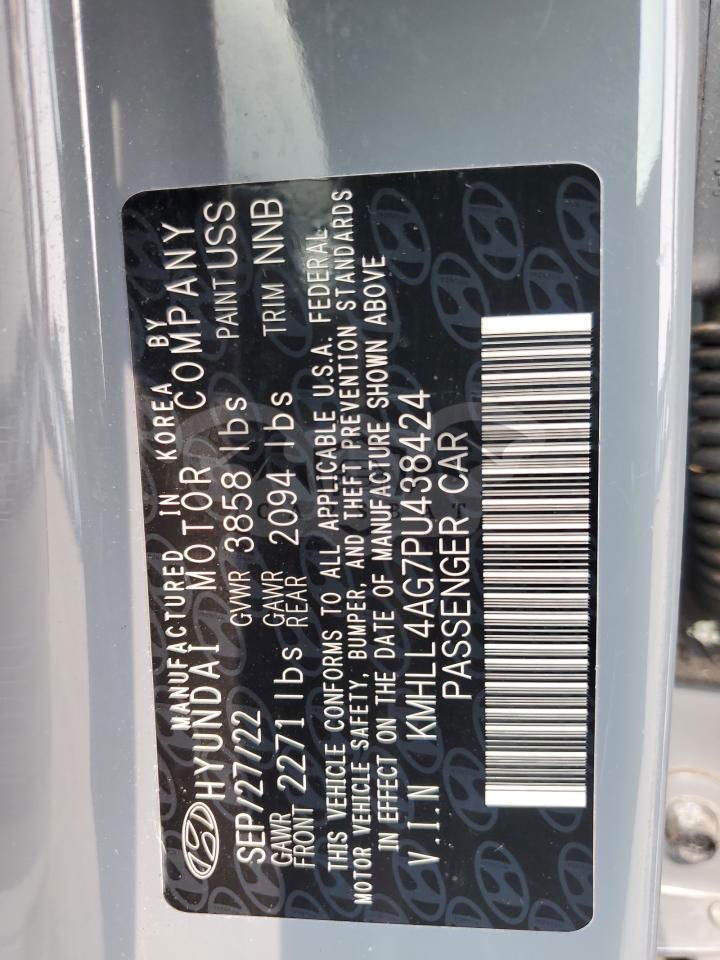 MANUFACTURED IN KOREA BY
HYUNDAI MOTOR COMPANY
SEP/27/22 GVWR 3858 lbs PAINT USS
GAWR FRONT 2271 lbs GAWR REAR 2094 lbs TRIM NNB
THIS VEHICLE CONFORMS TO ALL APPLICABLE U.S.A. FEDERAL
MOTOR VEHICLE SAFETY, BUMPER, AND THEFT PREVENTION STANDARDS
IN EFFECT ON THE DATE OF MANUFACTURE SHOWN ABOVE
V.I.N KMHLL4AG7PU438424
PASSENGER CAR